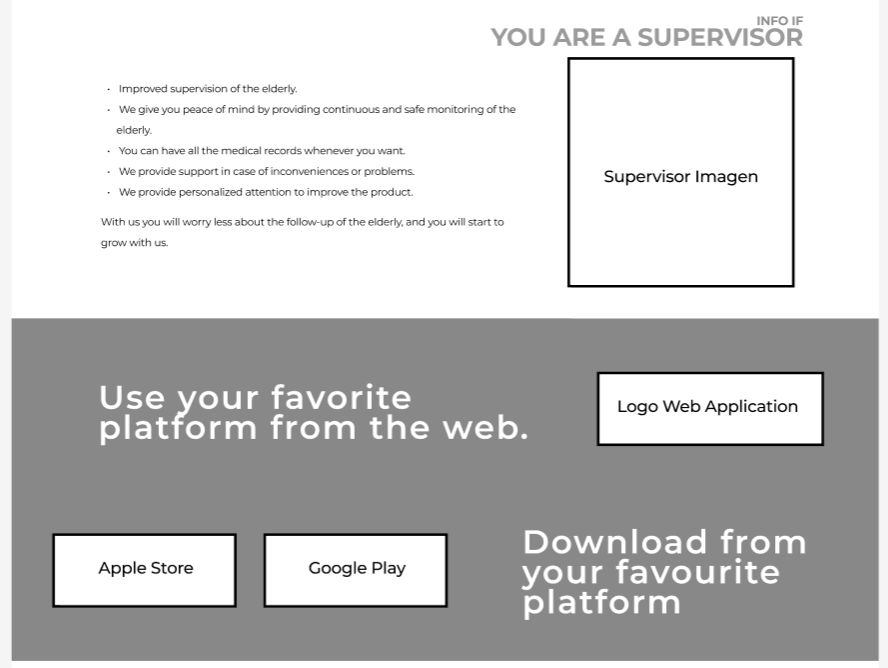 INFO IF
YOU ARE A SUPERVISOR
• Improved supervision of the elderly.
• We give you peace of mind by providing continuous and safe monitoring of the
elderly.
• You can have all the medical records whenever you want.
• We provide support in case of inconveniences or problems.
• We provide personalized attention to improve the product.
With us you will worry less about the follow-up of the elderly, and you will start to
grow with us.
Supervisor Imagen
Use your favorite
platform from the web.
Logo Web Application
Apple Store
Google Play
Download from
your favourite
platform